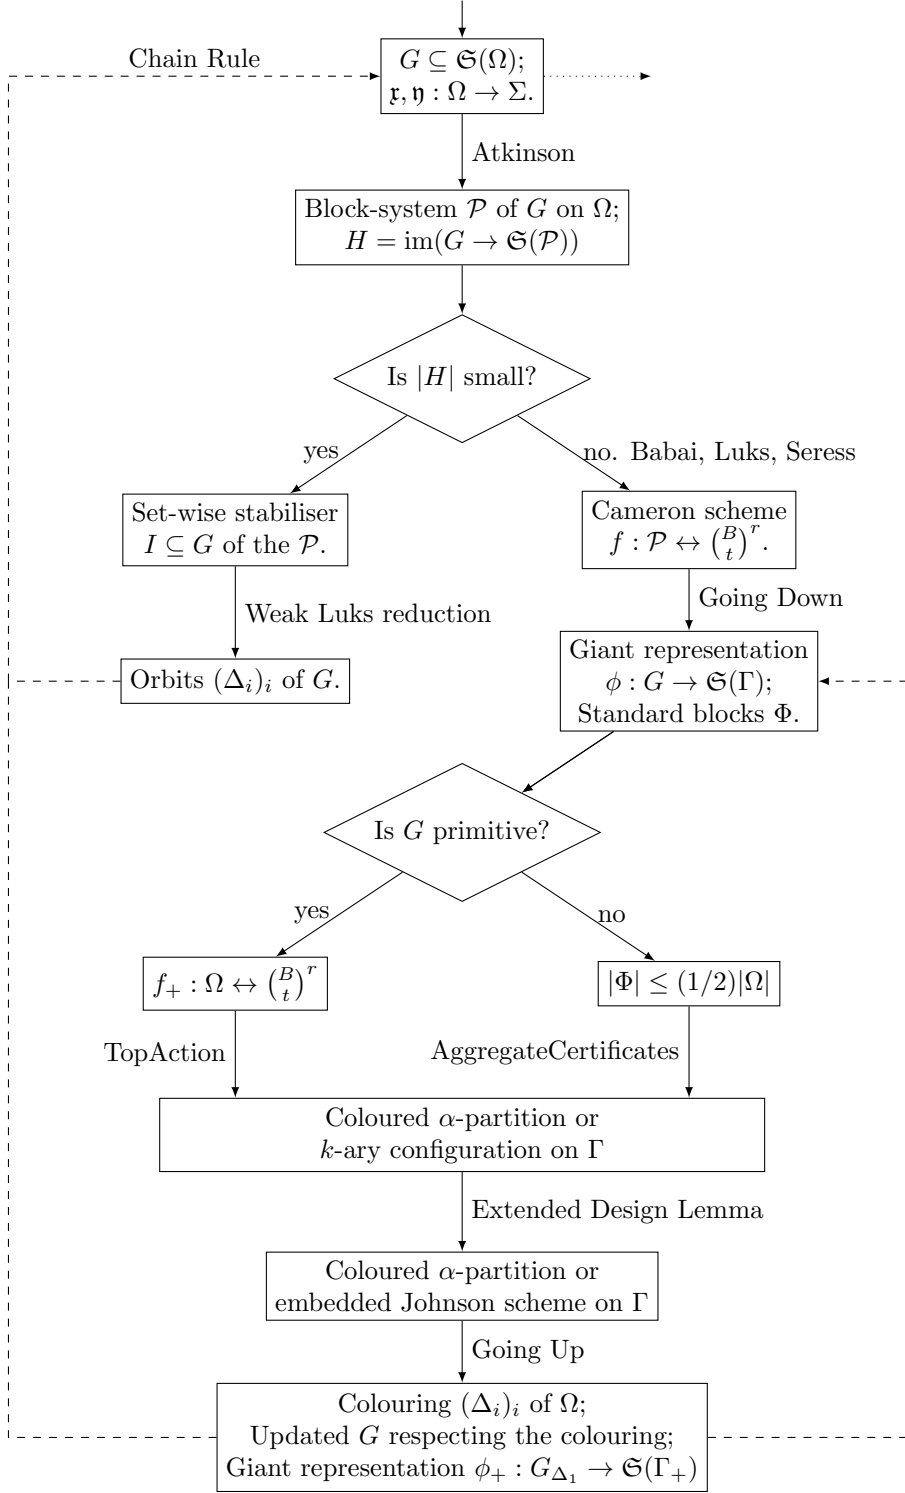 Chain Rule
G ⊆ 𝔖(Ω);
𝔵, 𝔶 : Ω → Σ.
Atkinson
Block-system 𝒫 of G on Ω;
H = im(G → 𝔖(𝒫))
Is |H| small?
yes
no. Babai, Luks, Seress
Set-wise stabiliser
I ⊆ G of the 𝒫.
Cameron scheme
f : 𝒫 ↔ (B t)^r.
Weak Luks reduction
Going Down
Orbits (Δ_i)_i of G.
Giant representation
ϕ : G → 𝔖(Γ);
Standard blocks Φ.
Is G primitive?
yes
no
f_+ : Ω ↔ (B t)^r
|Φ| ≤ (1/2)|Ω|
TopAction
AggregateCertificates
Coloured α-partition or
k-ary configuration on Γ
Extended Design Lemma
Coloured α-partition or
embedded Johnson scheme on Γ
Going Up
Colouring (Δ_i)_i of Ω;
Updated G respecting the colouring;
Giant representation ϕ_+ : G_{Δ_1} → 𝔖(Γ_+)